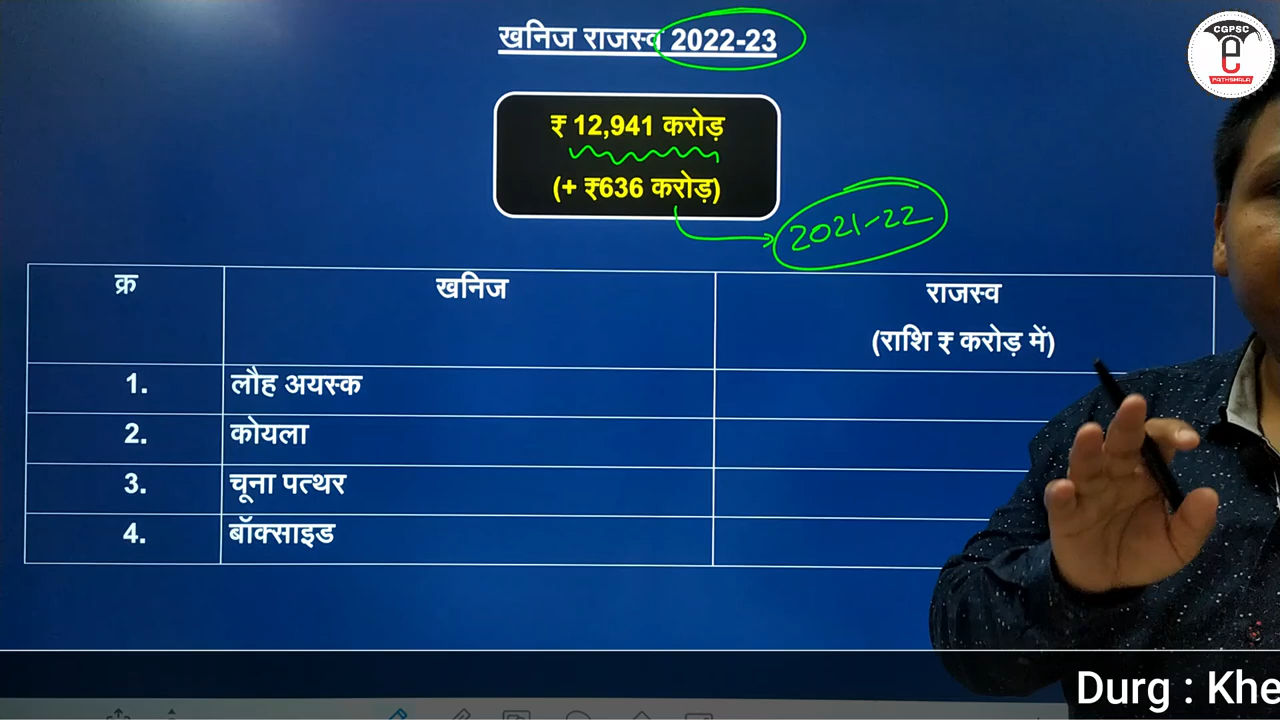 CGPSC
e
PATHSHALA
खनिज राजस्व 2022-23
₹ 12,941 करोड़
(+ ₹636 करोड़)
2021-22
क्र खनिज राजस्व
(राशि ₹ करोड़ में)
1. लौह अयस्क
2. कोयला
3. चूना पत्थर
4. बॉक्साइड
Durg : Khe